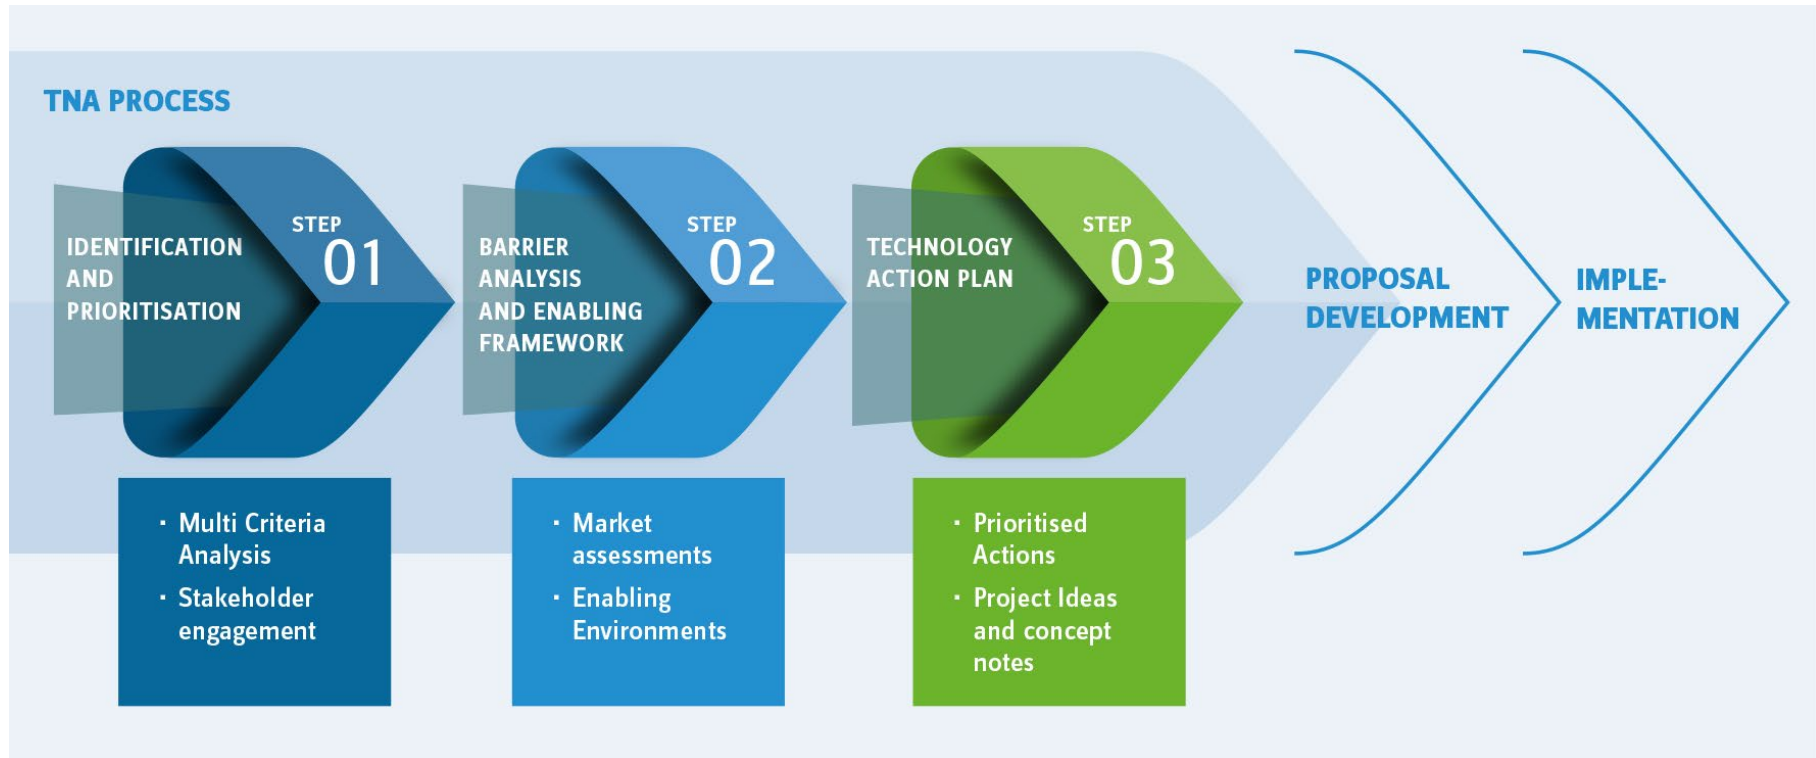 TNA PROCESS
IDENTIFICATION
AND
PRIORITISATION
STEP
01
BARRIER
ANALYSIS
AND ENABLING
FRAMEWORK
STEP
02
TECHNOLOGY
ACTION PLAN
STEP
03
PROPOSAL
DEVELOPMENT
IMPLE-
MENTATION
· Multi Criteria
Analysis
· Stakeholder
engagement
· Market
assessments
· Enabling
Environments
· Prioritised
Actions
· Project Ideas
and concept
notes